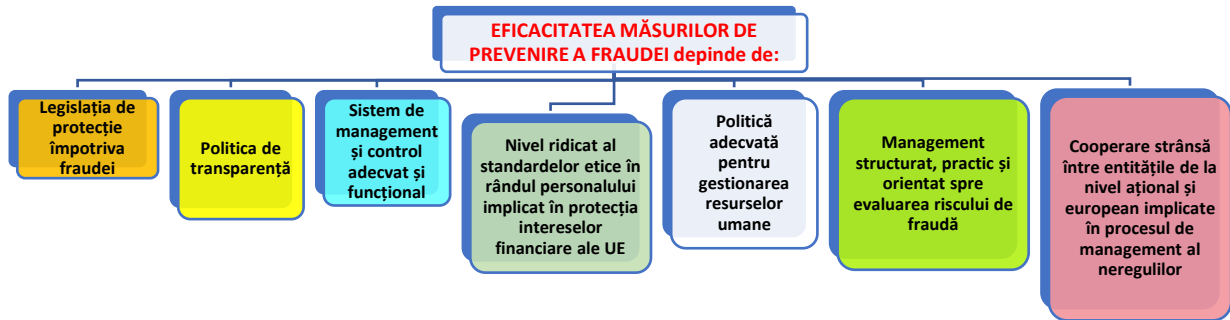 EFICACITATEA MĂSURILOR DE
PREVENIRE A FRAUDEI depinde de:
Legislația de
protecție
împotriva
fraudei
Politica de
transparență
Sistem de
management
și control
adecvat și
funcțional
Nivel ridicat al
standardelor etice în
rândul personalului
implicat în protecția
intereselor
financiare ale UE
Politică
adecvată
pentru
gestionarea
resurselor
umane
Management
structurat, practic și
orientat spre
evaluarea riscului de
fraudă
Cooperare strânsă
între entitățile de la
nivel ațional și
european implicate
în procesul de
management al
neregulilor